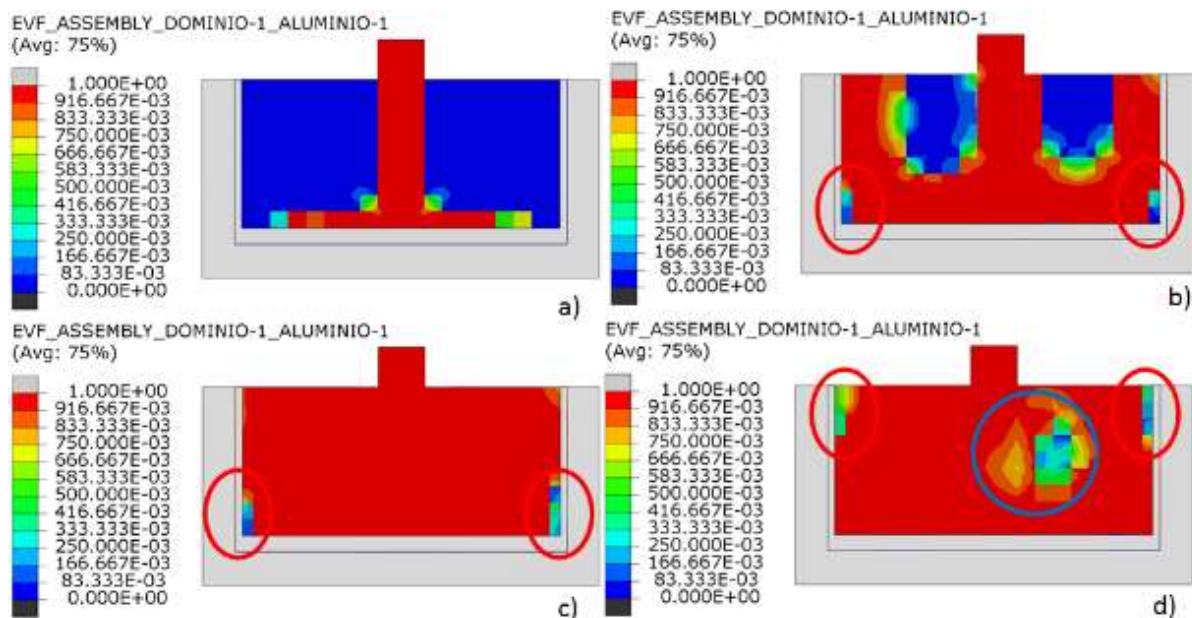 EVF_ASSEMBLY_DOMINIO-1_ALUMINIO-1
(Avg: 75%)
1.000E+00
916.667E-03
833.333E-03
750.000E-03
666.667E-03
583.333E-03
500.000E-03
416.667E-03
333.333E-03
250.000E-03
166.667E-03
83.333E-03
0.000E+00
a)
EVF_ASSEMBLY_DOMINIO-1_ALUMINIO-1
(Avg: 75%)
1.000E+00
916.667E-03
833.333E-03
750.000E-03
666.667E-03
583.333E-03
500.000E-03
416.667E-03
333.333E-03
250.000E-03
166.667E-03
83.333E-03
0.000E+00
b)
EVF_ASSEMBLY_DOMINIO-1_ALUMINIO-1
(Avg: 75%)
1.000E+00
916.667E-03
833.333E-03
750.000E-03
666.667E-03
583.333E-03
500.000E-03
416.667E-03
333.333E-03
250.000E-03
166.667E-03
83.333E-03
0.000E+00
c)
EVF_ASSEMBLY_DOMINIO-1_ALUMINIO-1
(Avg: 75%)
1.000E+00
916.667E-03
833.333E-03
750.000E-03
666.667E-03
583.333E-03
500.000E-03
416.667E-03
333.333E-03
250.000E-03
166.667E-03
83.333E-03
0.000E+00
d)